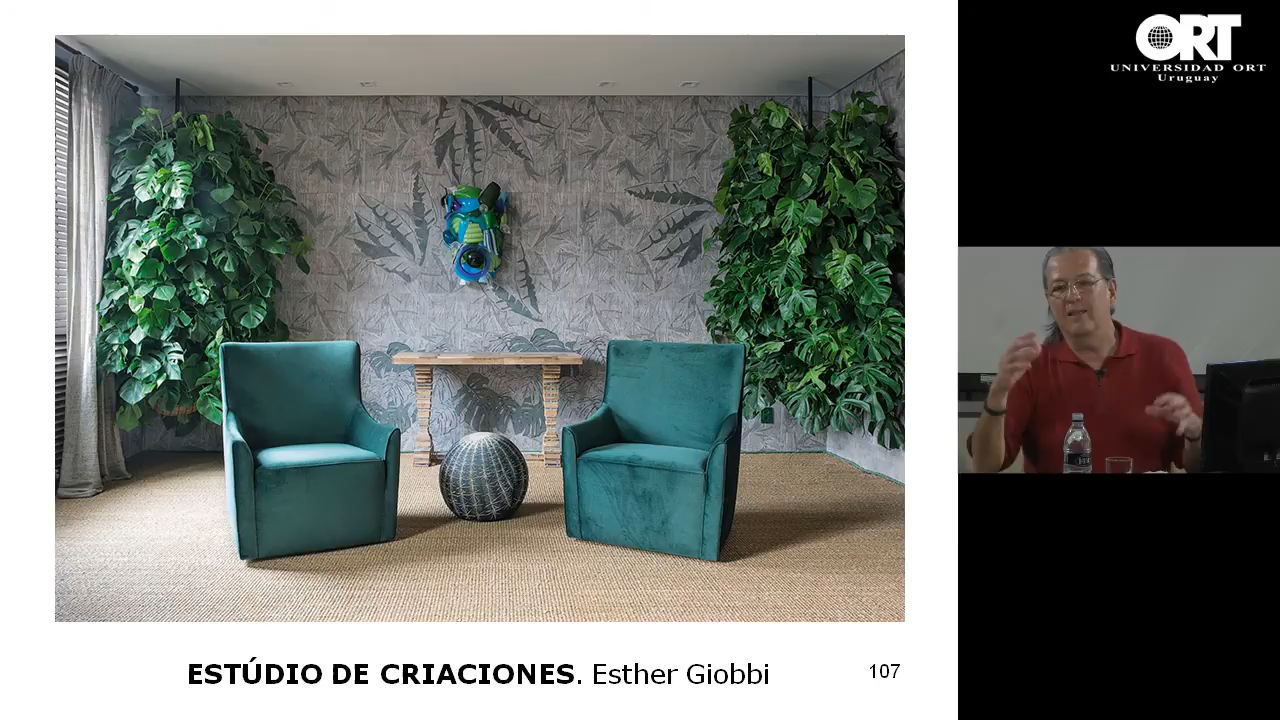 ORT
UNIVERSIDAD ORT
Uruguay
ESTÚDIO DE CRIACIONES. Esther Giobbi
107